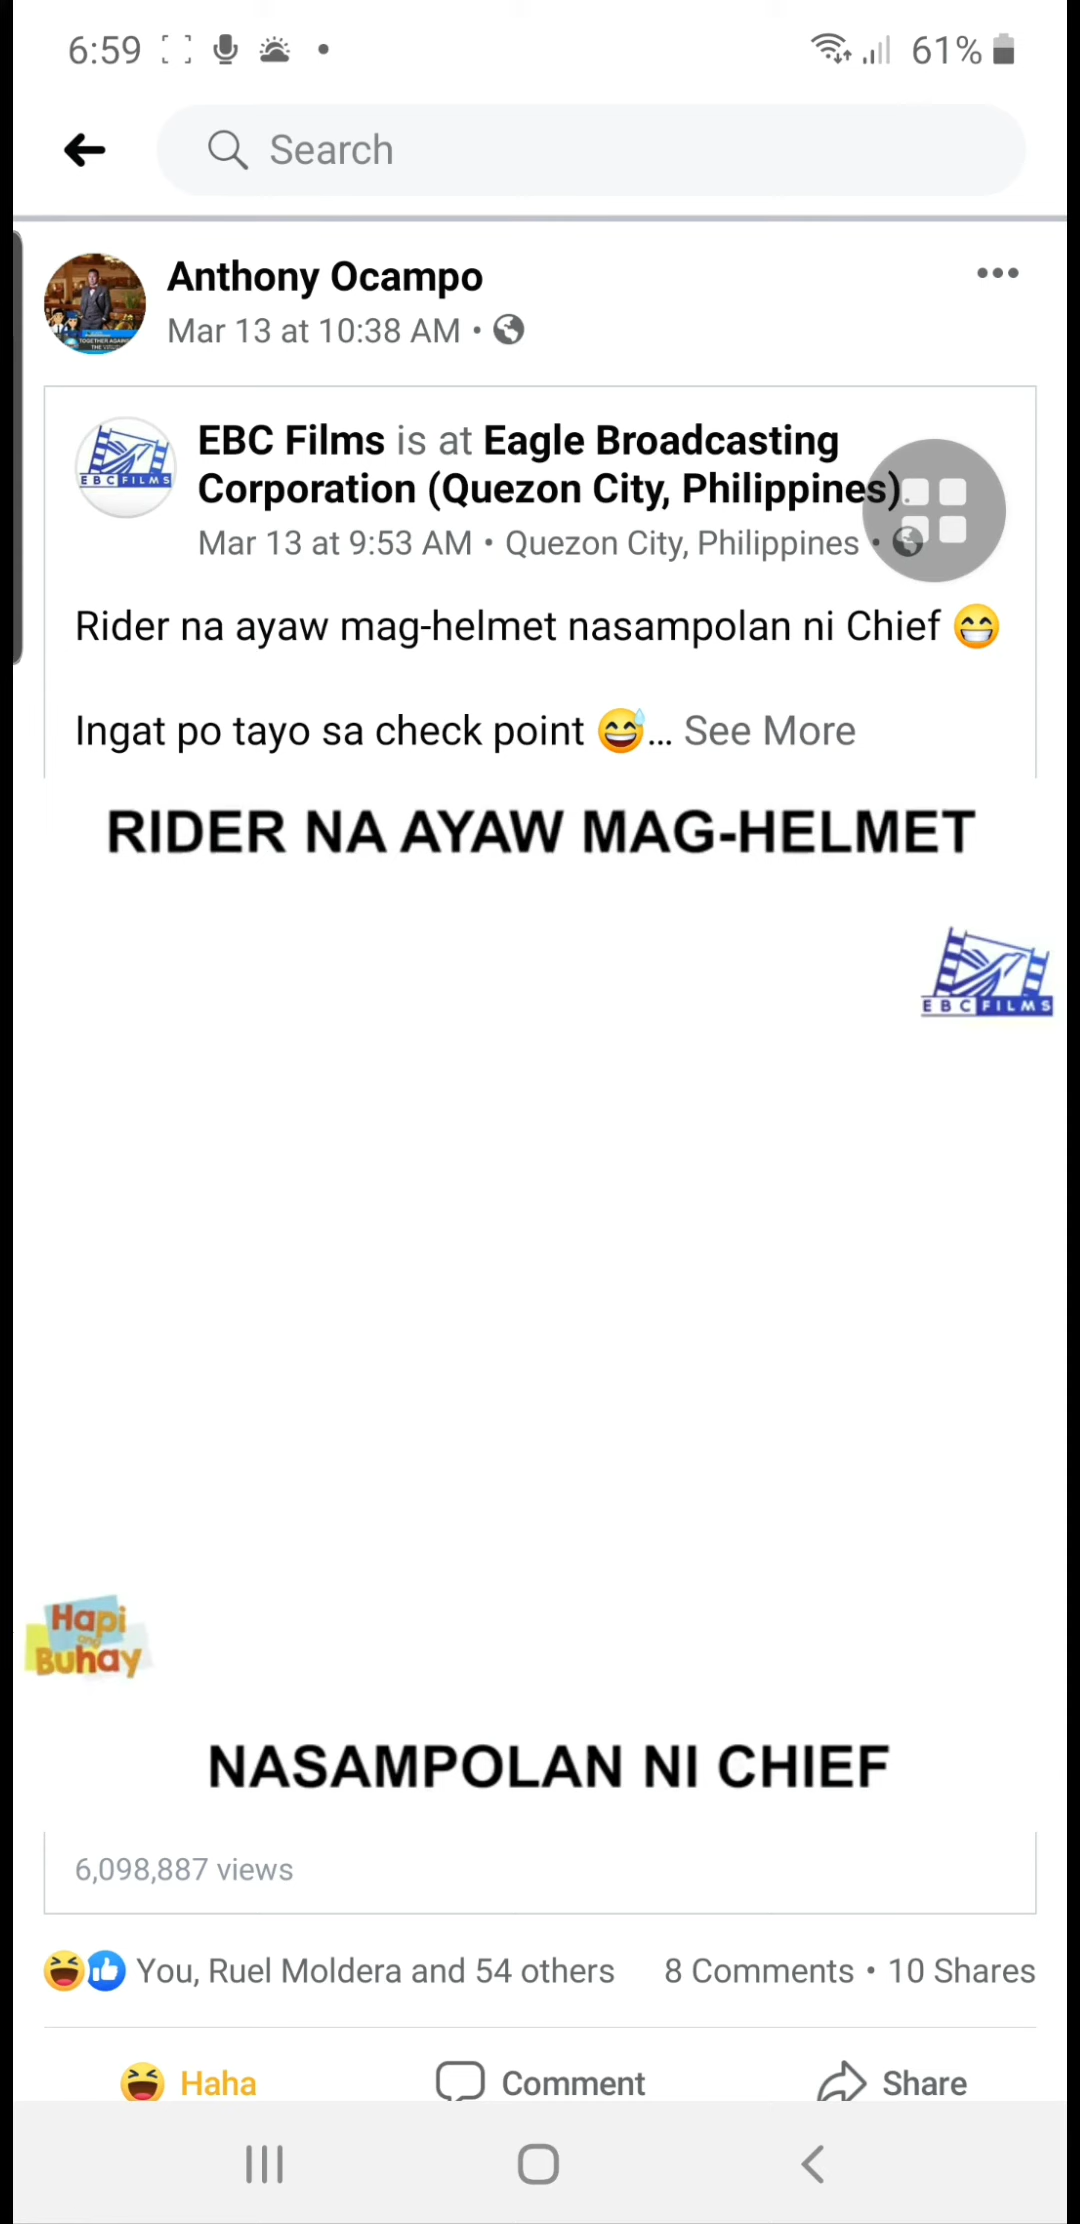 6:59
61%
Search
Anthony Ocampo
Mar 13 at 10:38 AM •
EBC FILMS
EBC Films is at Eagle Broadcasting
Corporation (Quezon City, Philippines).
Mar 13 at 9:53 AM • Quezon City, Philippines •
Rider na ayaw mag-helmet nasampolan ni Chief 😁
Ingat po tayo sa check point 😅... See More
RIDER NA AYAW MAG-HELMET
EBC FILMS
Hapi
ang
Buhay
NASAMPOLAN NI CHIEF
6,098,887 views
You, Ruel Moldera and 54 others 8 Comments • 10 Shares
Haha Comment Share